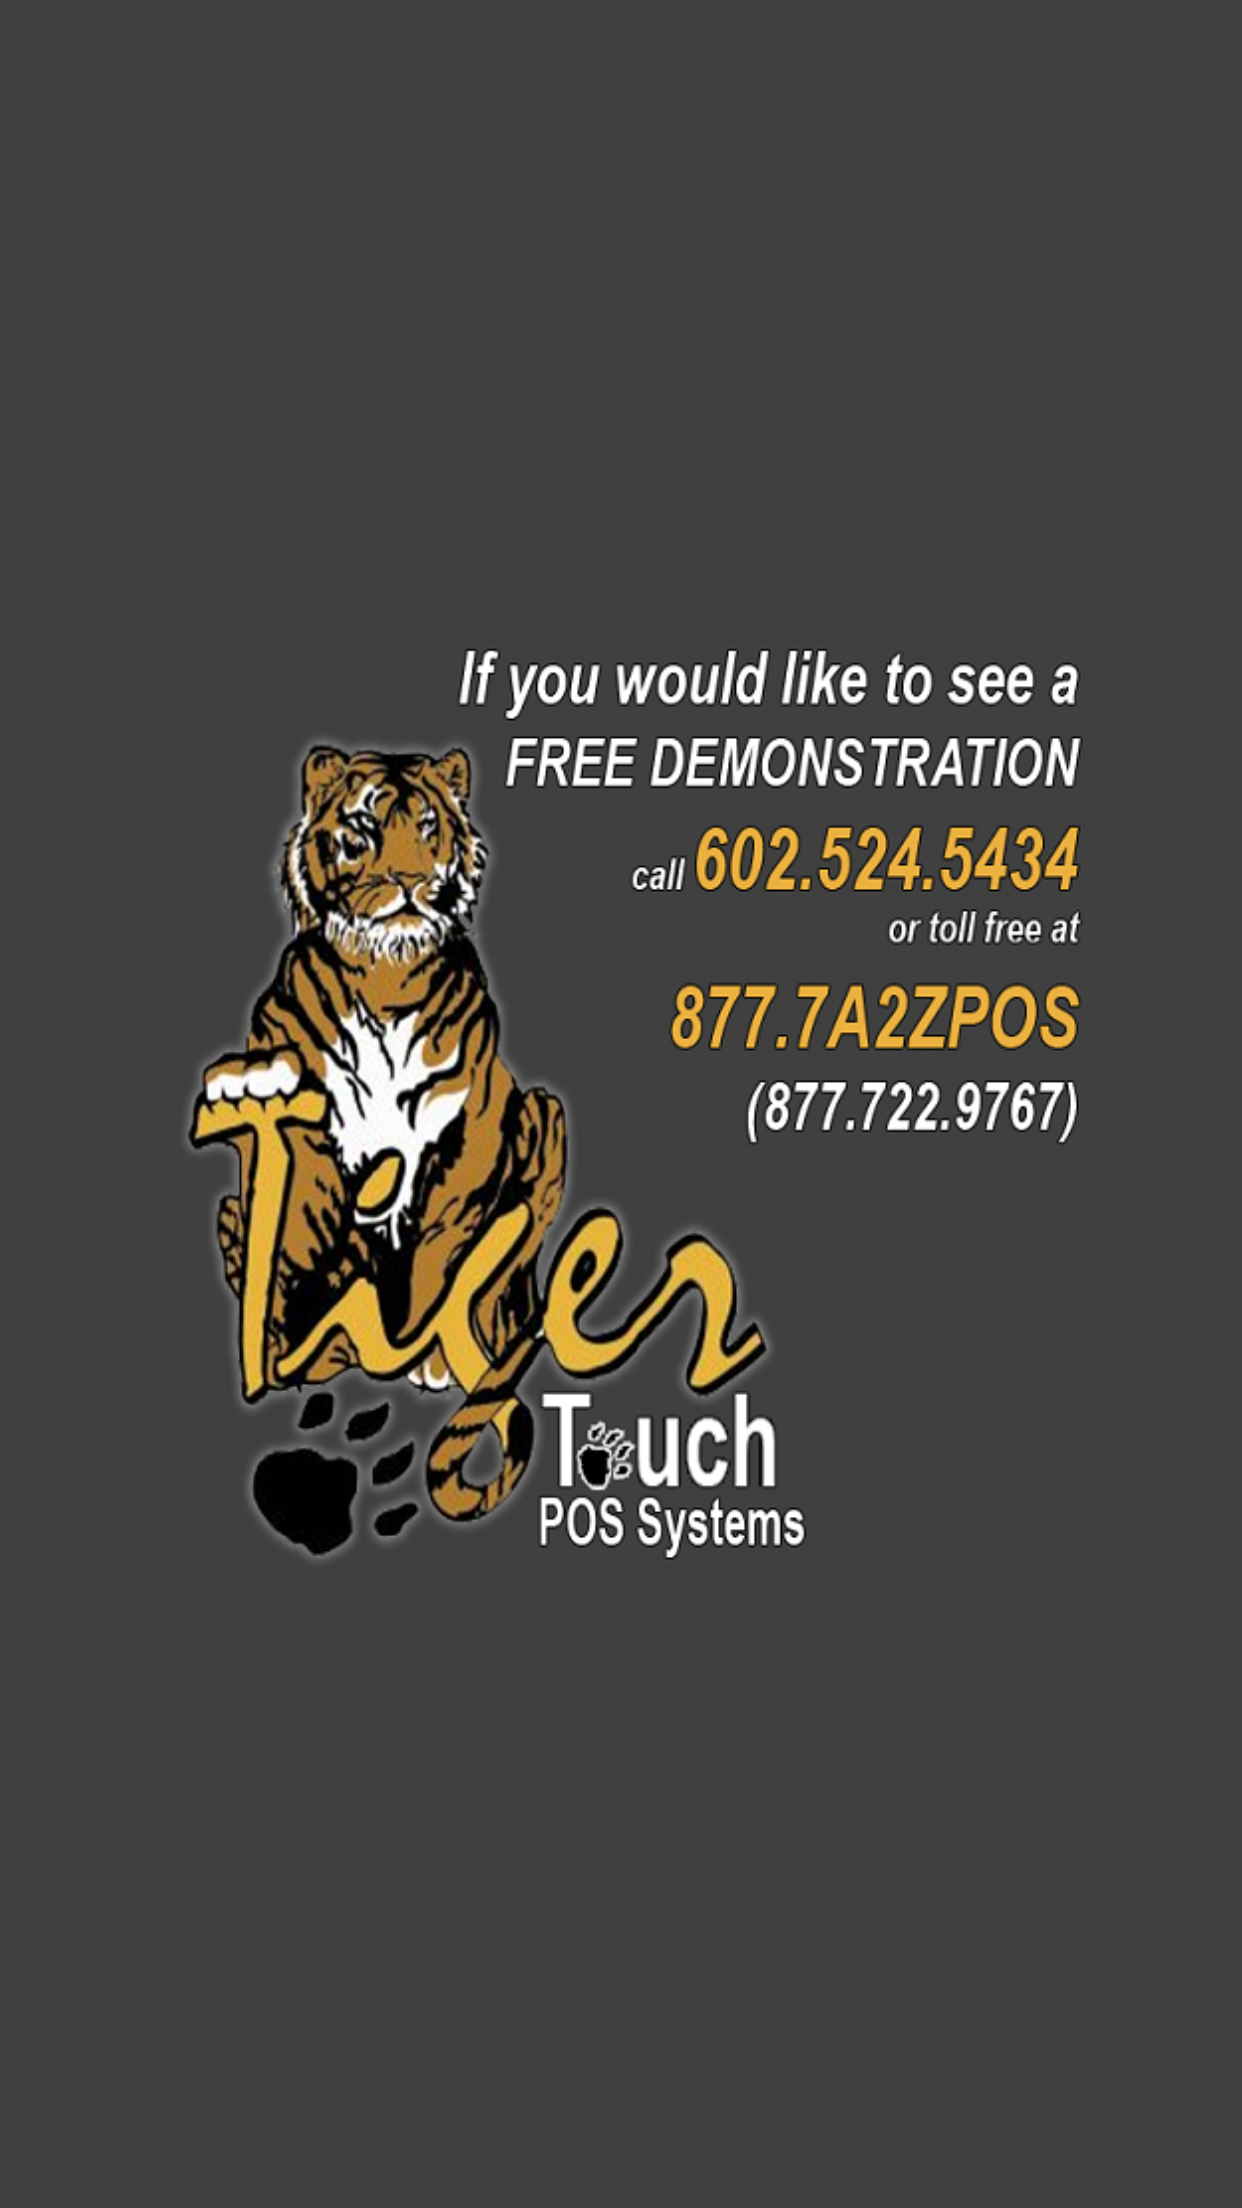 If you would like to see a
FREE DEMONSTRATION
call 602.524.5434
or toll free at
877.7A2ZPOS
(877.722.9767)
Tiger
Touch
POS Systems